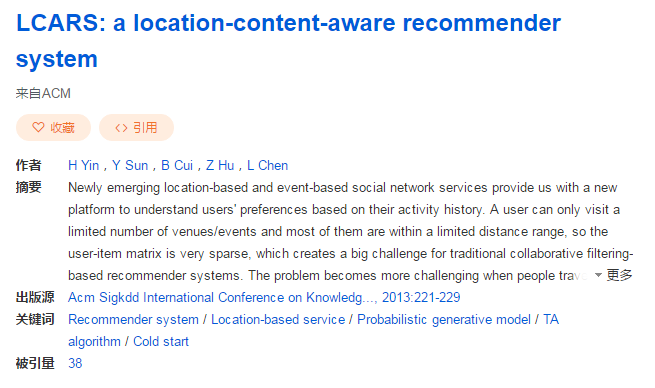 LCARS: a location-content-aware recommender
system
来自ACM
收藏 引用
作者 H Yin，Y Sun，B Cui，Z Hu，L Chen
摘要 Newly emerging location-based and event-based social network services provide us with a new
platform to understand users' preferences based on their activity history. A user can only visit a
limited number of venues/events and most of them are within a limited distance range, so the
user-item matrix is very sparse, which creates a big challenge for traditional collaborative filtering-
based recommender systems. The problem becomes more challenging when people trav 更多
出版源 Acm Sigkdd International Conference on Knowledg..., 2013:221-229
关键词 Recommender system / Location-based service / Probabilistic generative model / TA
algorithm / Cold start
被引量 38